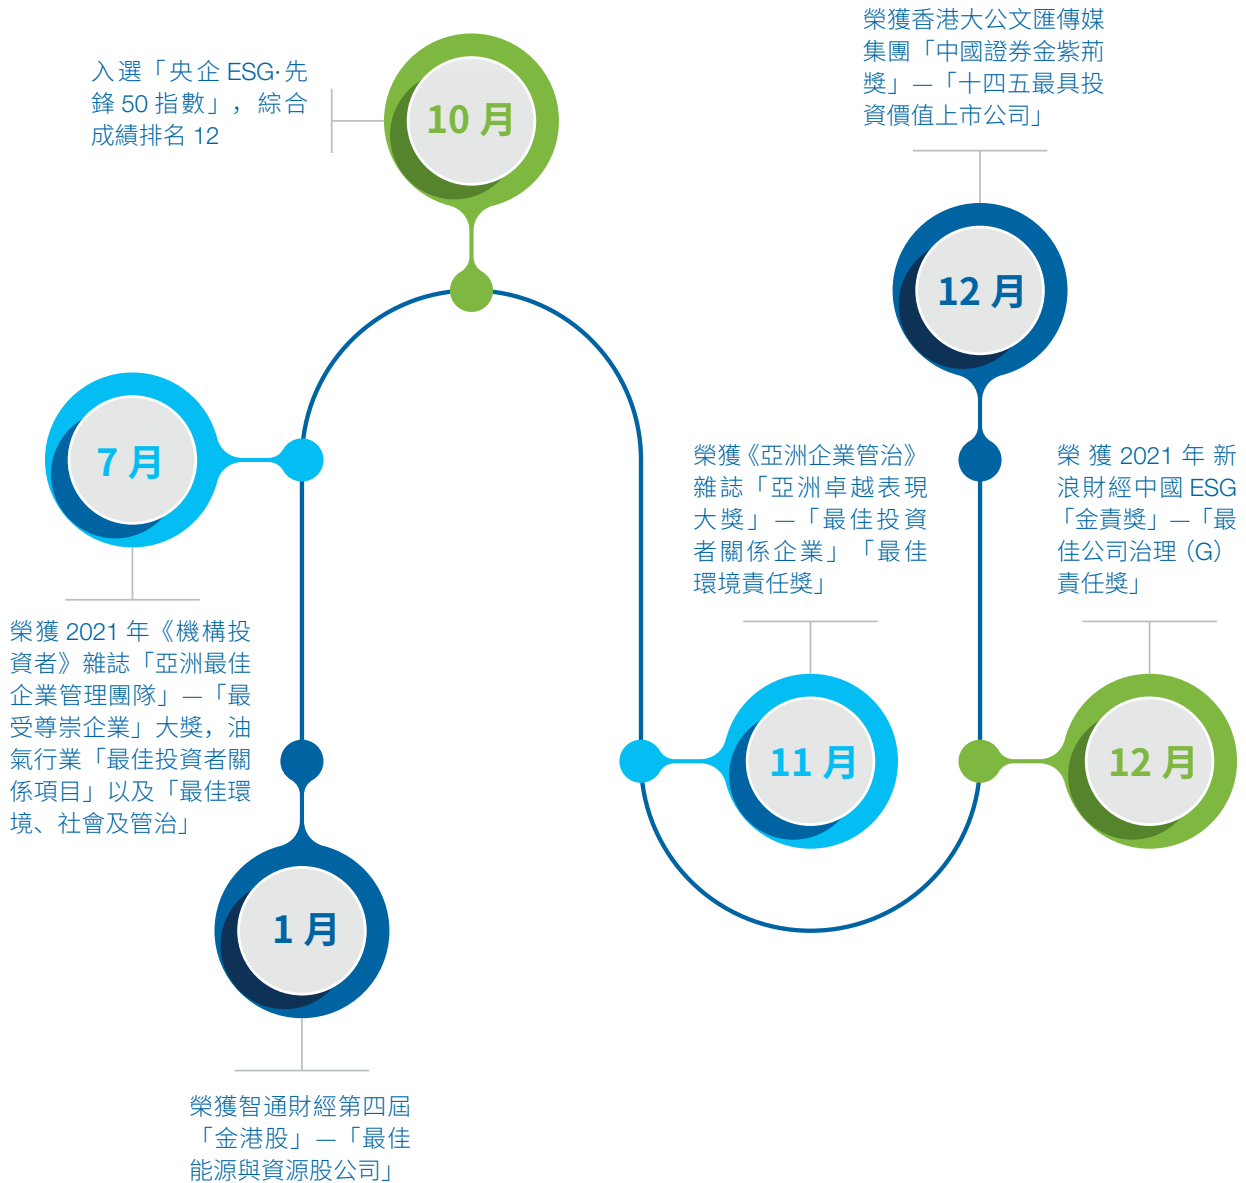 榮獲香港大公文匯傳媒
集團「中國證券金紫荊
獎」—「十四五最具投
資價值上市公司」
入選「央企 ESG·先
鋒 50 指數」，綜合
成績排名 12
10 月
12 月
7 月
榮獲《亞洲企業管治》
雜誌「亞洲卓越表現
大獎」—「最佳投資
者關係企業」「最佳
環境責任獎」
榮獲 2021 年新
浪財經中國 ESG
「金責獎」—「最
佳公司治理（G）
責任獎」
榮獲 2021 年《機構投
資者》雜誌「亞洲最佳
企業管理團隊」—「最
受尊崇企業」大獎，油
氣行業「最佳投資者關
係項目」以及「最佳環
境、社會及管治」
11 月
12 月
1 月
榮獲智通財經第四屆
「金港股」—「最佳
能源與資源股公司」